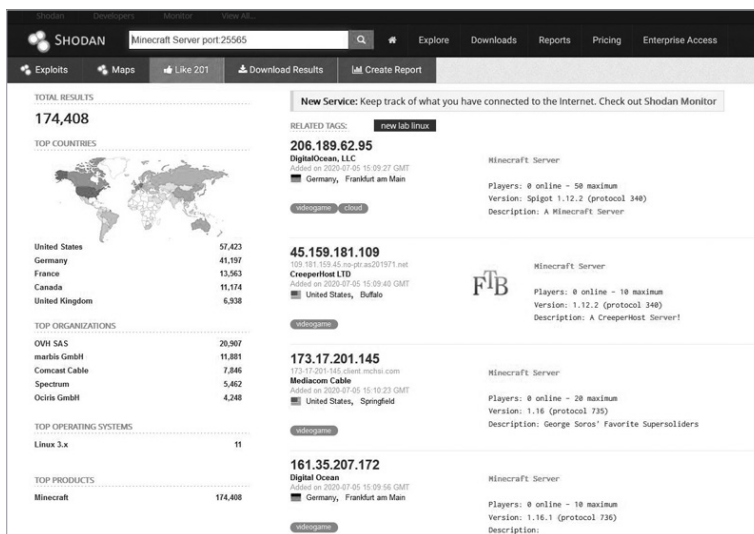 Shodan Developers Monitor View All...
SHODAN Minecraft Server port:25565 Explore Downloads Reports Pricing Enterprise Access
Exploits Maps Like 201 Download Results Create Report
TOTAL RESULTS
174,408
TOP COUNTRIES
United States 57,423
Germany 41,197
France 13,563
Canada 11,174
United Kingdom 6,938
TOP ORGANIZATIONS
OVH SAS 20,907
marbis GmbH 11,881
Comcast Cable 7,846
Spectrum 5,462
Ociris GmbH 4,248
TOP OPERATING SYSTEMS
Linux 3.x 11
TOP PRODUCTS
Minecraft 174,408
New Service: Keep track of what you have connected to the Internet. Check out Shodan Monitor
RELATED TAGS: new lab linux
206.189.62.95
DigitalOcean, LLC
Added on 2020-07-05 15:09:27 GMT
Germany, Frankfurt am Main
videogame cloud
Minecraft Server
Players: 0 online - 50 maximum
Version: Spigot 1.12.2 (protocol 340)
Description: A Minecraft Server
45.159.181.109
109.181.159.45.no-ptr.as201971.net
CreeperHost LTD
Added on 2020-07-05 15:09:40 GMT
United States, Buffalo
videogame
FTB
Minecraft Server
Players: 0 online - 10 maximum
Version: 1.12.2 (protocol 340)
Description: A CreeperHost Server!
173.17.201.145
173-17-201-145.client.mchsi.com
Mediacom Cable
Added on 2020-07-05 15:10:23 GMT
United States, Springfield
videogame
Minecraft Server
Players: 0 online - 20 maximum
Version: 1.16 (protocol 735)
Description: George Soros' Favorite Supersoliders
161.35.207.172
Digital Ocean
Added on 2020-07-05 15:09:56 GMT
Germany, Frankfurt am Main
videogame
Minecraft Server
Players: 0 online - 10 maximum
Version: 1.16.1 (protocol 736)
Description: